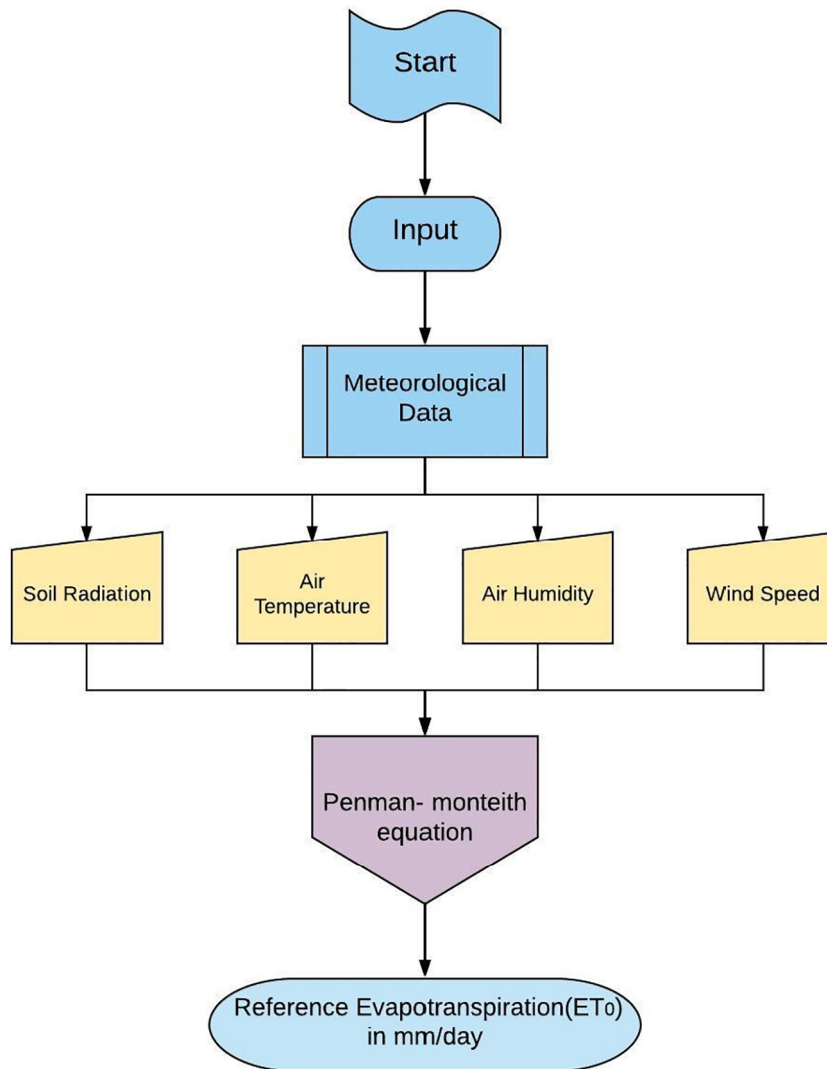 Start
Input
Meteorological
Data
Soil Radiation
Air
Temperature
Air Humidity
Wind Speed
Penman- monteith
equation
Reference Evapotranspiration(ET₀)
in mm/day